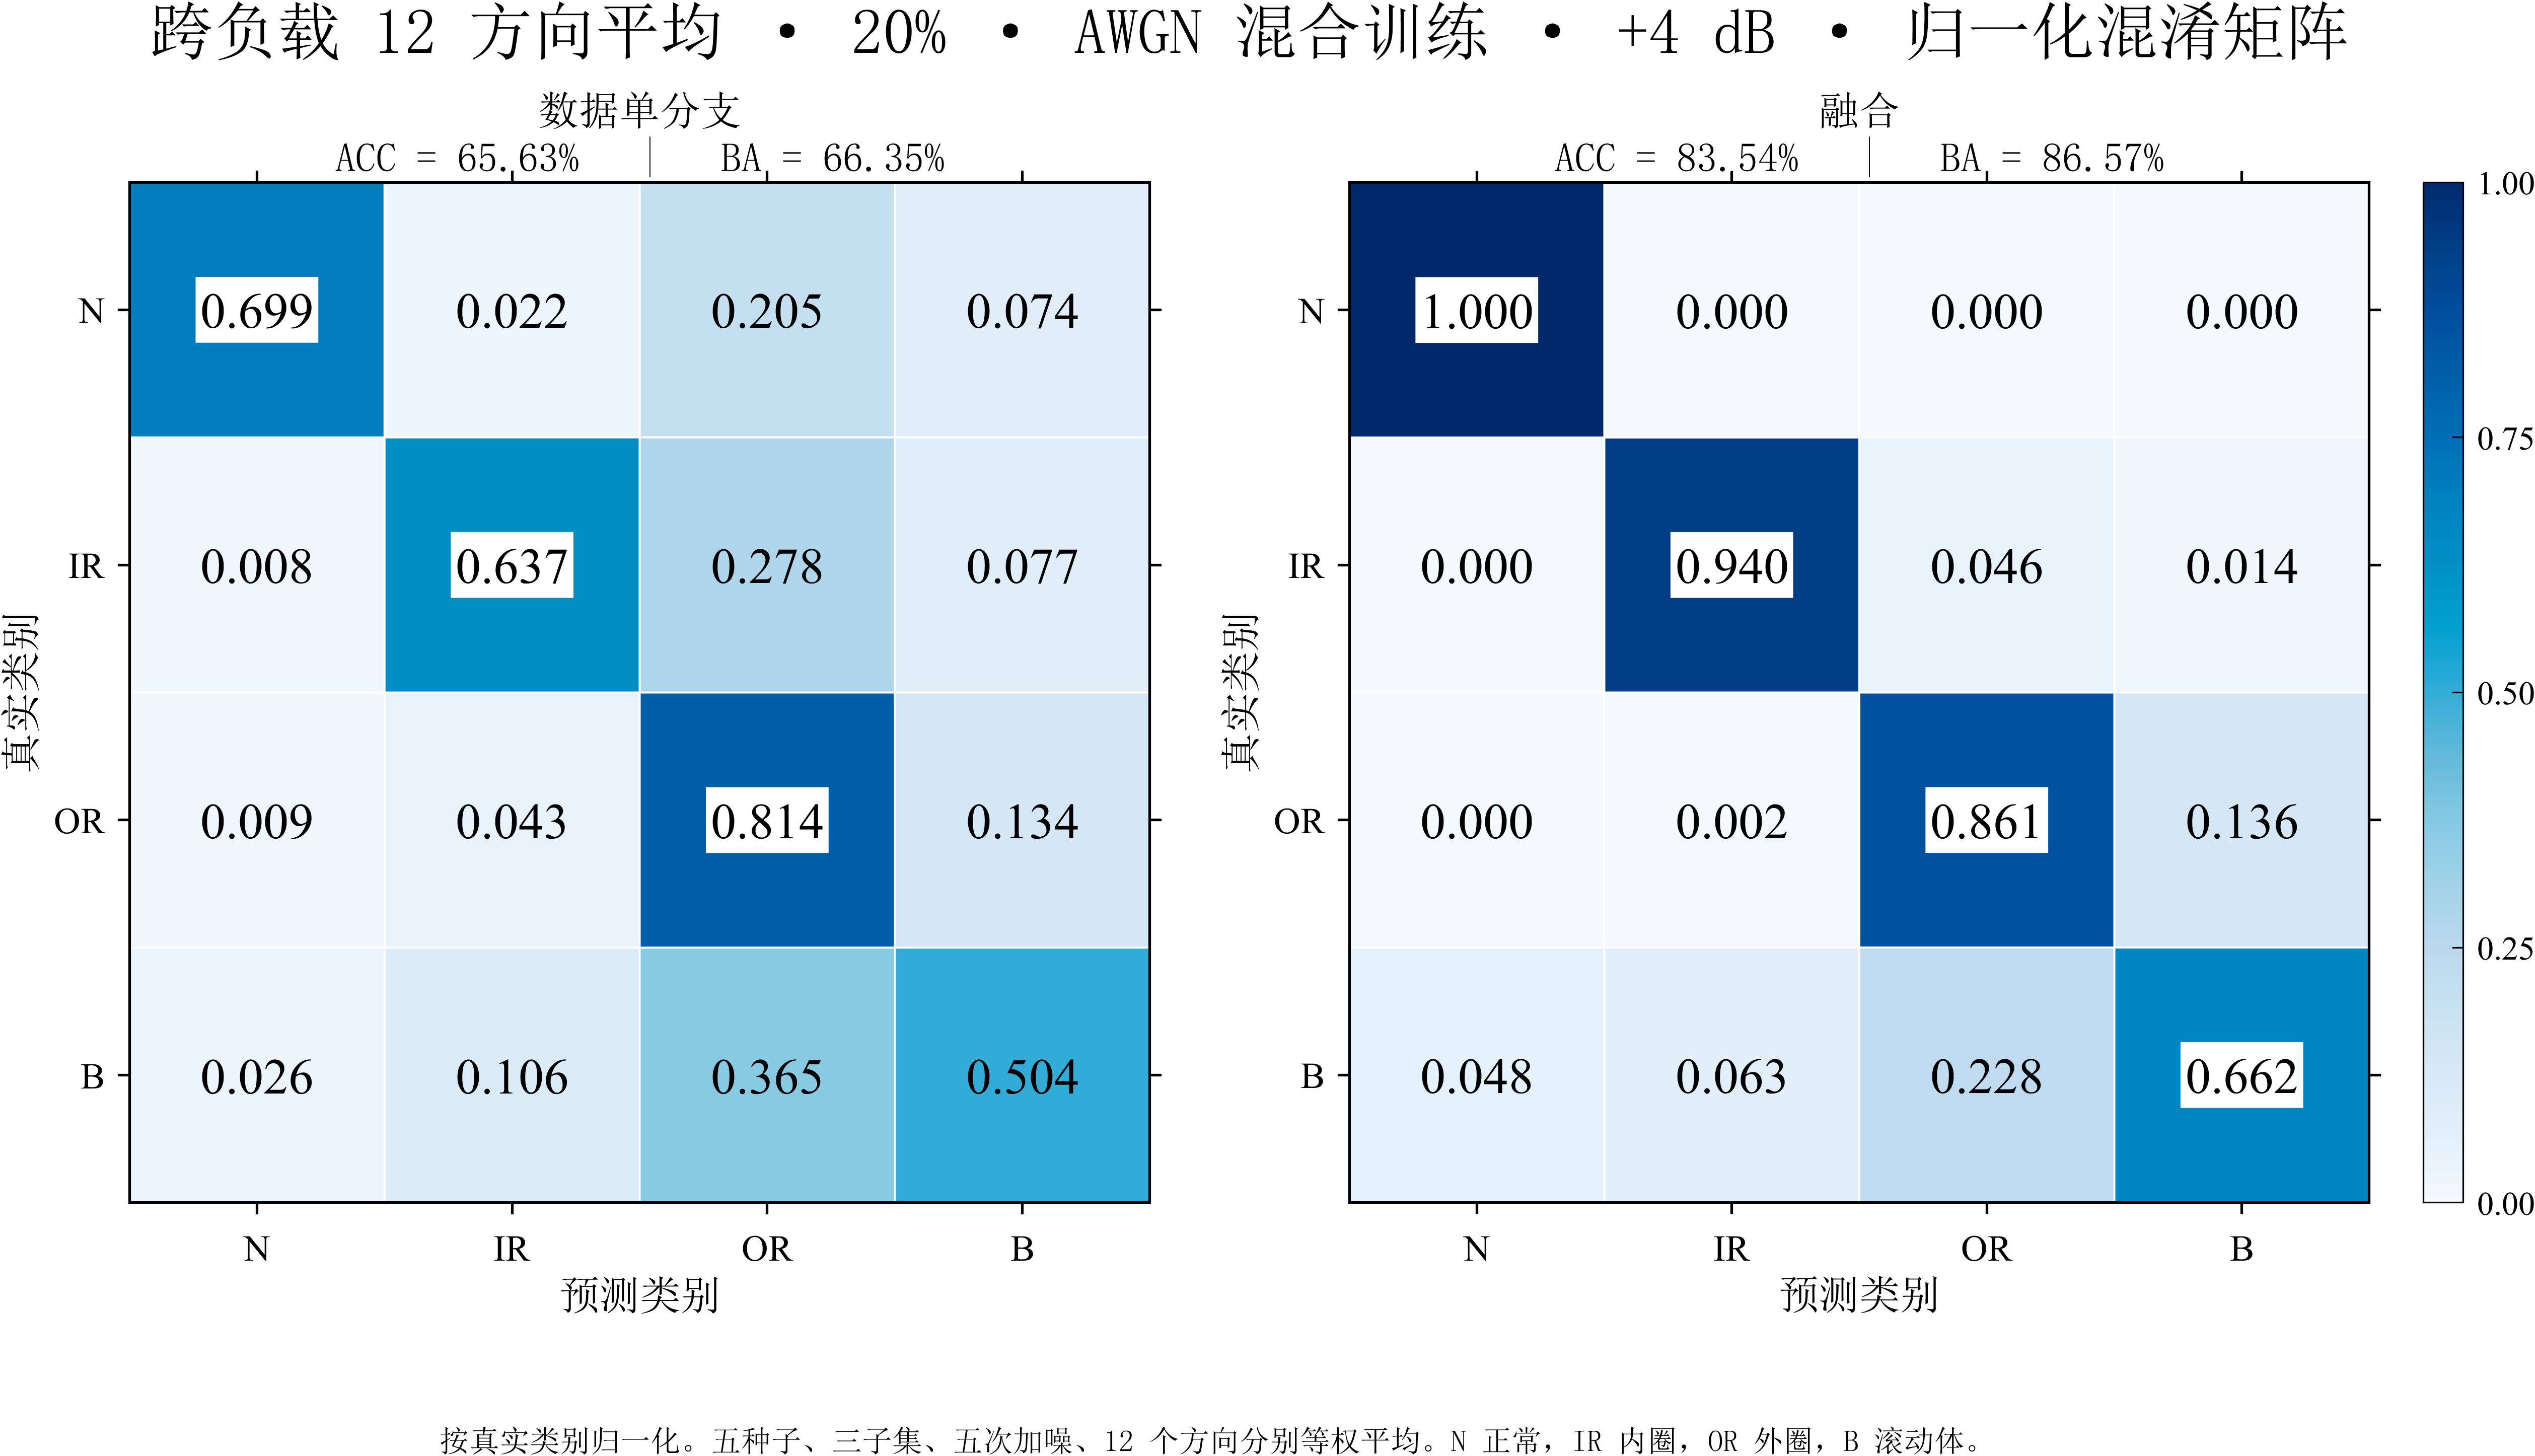 跨负载 12 方向平均 • 20% • AWGN 混合训练 • +4 dB • 归一化混淆矩阵
数据单分支
ACC = 65.63% | BA = 66.35%
N 0.699 0.022 0.205 0.074
IR 0.008 0.637 0.278 0.077
OR 0.009 0.043 0.814 0.134
B 0.026 0.106 0.365 0.504
真实类别
N IR OR B
预测类别
融合
ACC = 83.54% | BA = 86.57%
N 1.000 0.000 0.000 0.000
IR 0.000 0.940 0.046 0.014
OR 0.000 0.002 0.861 0.136
B 0.048 0.063 0.228 0.662
真实类别
N IR OR B
预测类别
1.00
0.75
0.50
0.25
0.00
按真实类别归一化。五种子、三子集、五次加噪、12 个方向分别等权平均。N 正常，IR 内圈，OR 外圈，B 滚动体。